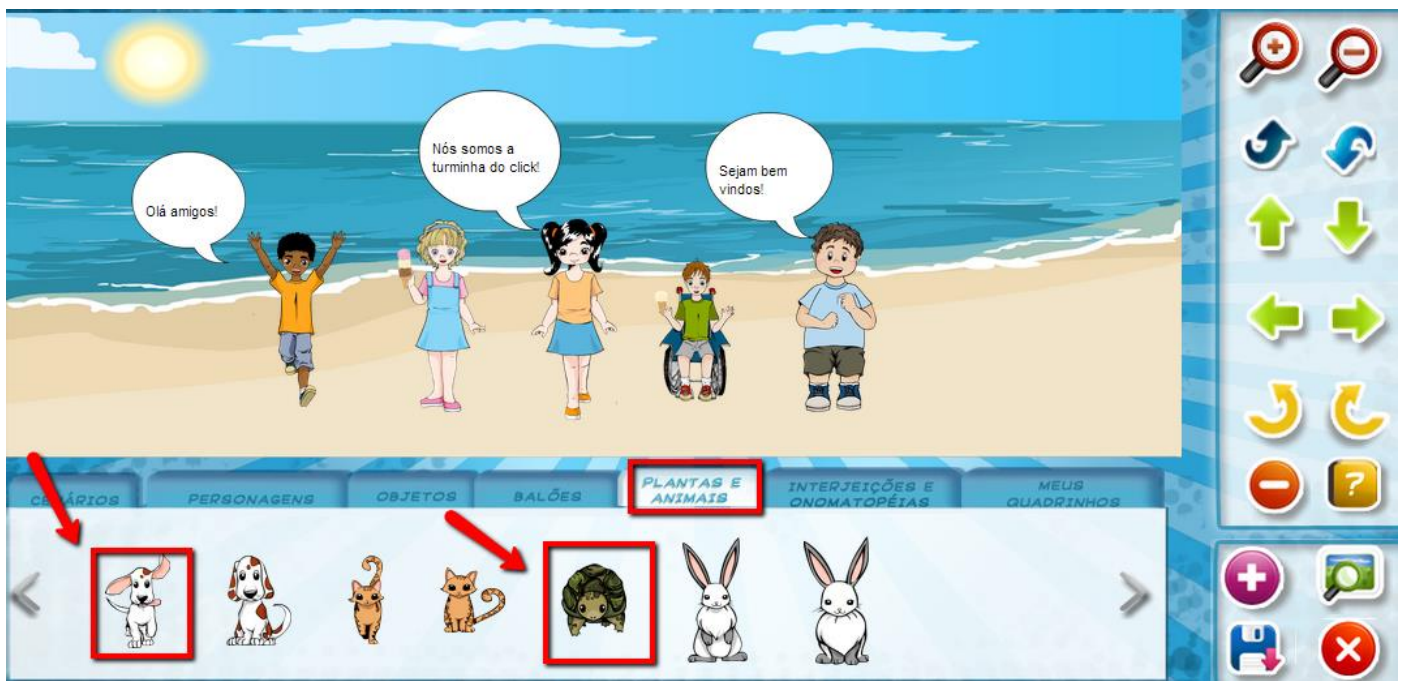 Nós somos a
turminha do click!
Sejam bem
vindos!
Olá amigos!
CENÁRIOS
PERSONAGENS
OBJETOS
BALÕES
PLANTAS E
ANIMAIS
INTERJEIÇÕES E
ONOMATOPÉIAS
MEUS
QUADRINHOS
?